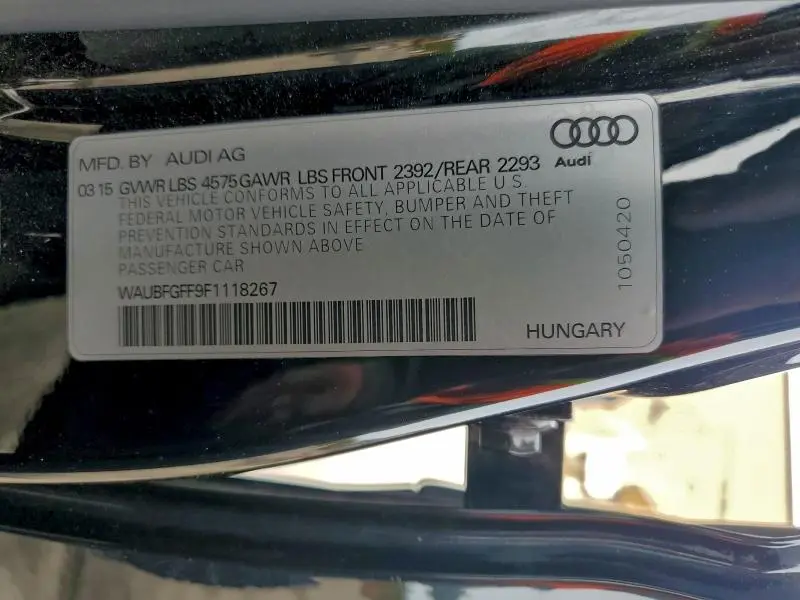 MFD. BY AUDI AG
Audi
03 15 GVWR LBS 4575 GAWR LBS FRONT 2392/REAR 2293
THIS VEHICLE CONFORMS TO ALL APPLICABLE U S
FEDERAL MOTOR VEHICLE SAFETY, BUMPER AND THEFT
PREVENTION STANDARDS IN EFFECT ON THE DATE OF
MANUFACTURE SHOWN ABOVE
PASSENGER CAR
WAUBFGFF9F1118267
HUNGARY
1050420